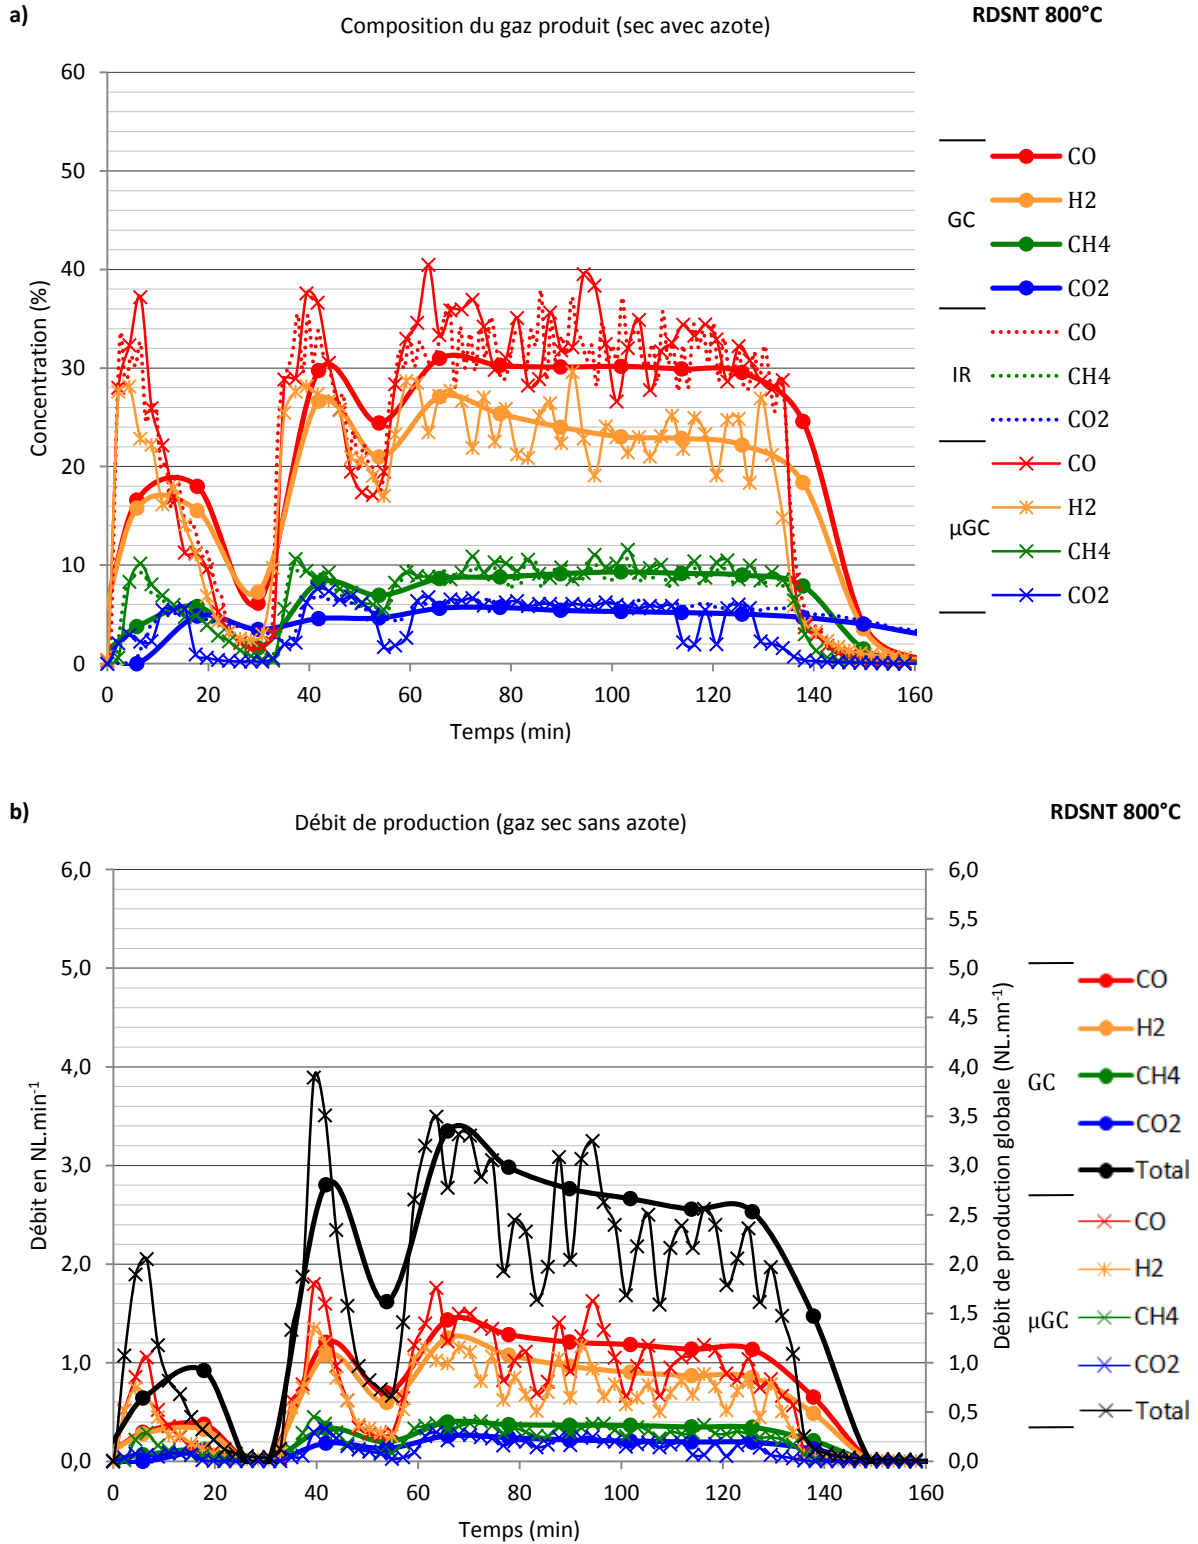 a)
Composition du gaz produit (sec avec azote)
RDSNT 800°C
Concentration (%)
60
50
40
30
20
10
0
0 20 40 60 80 100 120 140 160
Temps (min)
GC
CO
H2
CH4
CO2
IR
CO
CH4
CO2
µGC
CO
H2
CH4
CO2
b)
Débit de production (gaz sec sans azote)
RDSNT 800°C
Débit en NL.min-1
6,0
5,0
4,0
3,0
2,0
1,0
0,0
0 20 40 60 80 100 120 140 160
Temps (min)
6,0
5,5
5,0
4,5
4,0
3,5
3,0
2,5
2,0
1,5
1,0
0,5
0,0
Débit de production globale (NL.mn-1)
GC
CO
H2
CH4
CO2
Total
µGC
CO
H2
CH4
CO2
Total